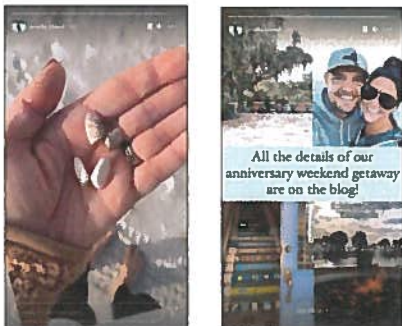 All the details of our
anniversary weekend getaway
are on the blog!